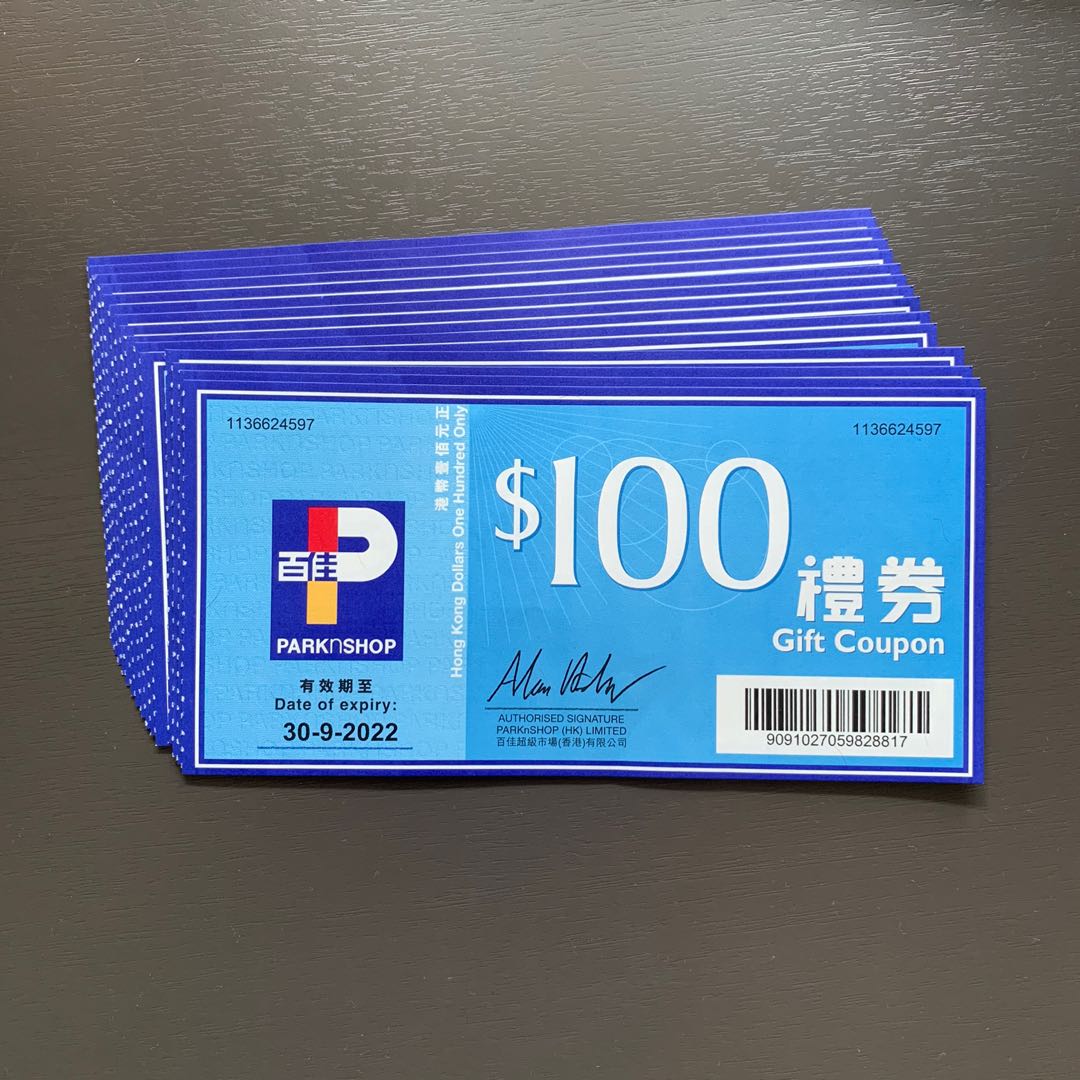 1136624597
1136624597
港幣壹佰元正
Hong Kong Dollars One Hundred Only
$100
禮券
Gift Coupon
百佳
PARKnSHOP
有效期至
Date of expiry:
30-9-2022
AUTHORISED SIGNATURE
PARKnSHOP (HK) LIMITED
百佳超級市場(香港)有限公司
9091027059828817